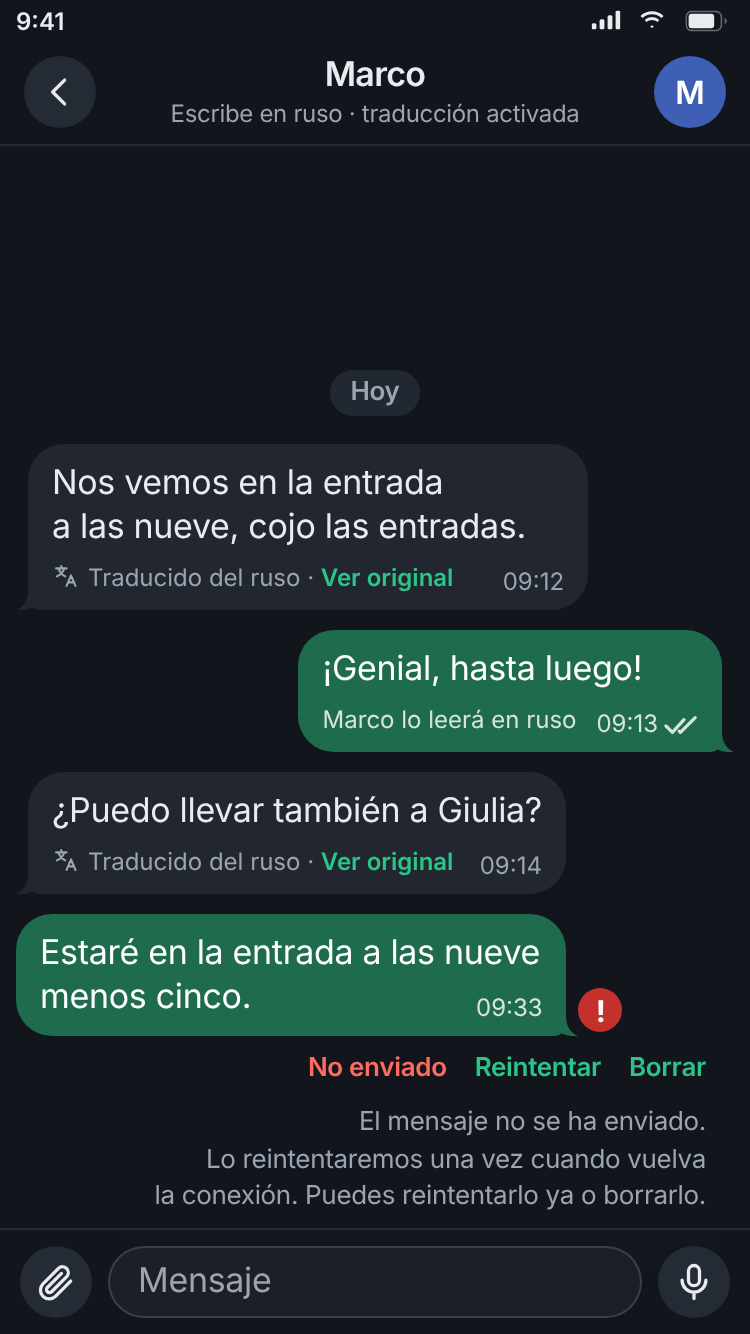 9:41
Marco
Escribe en ruso · traducción activada
M
Hoy
Nos vemos en la entrada
a las nueve, cojo las entradas.
Traducido del ruso · Ver original 09:12
¡Genial, hasta luego!
Marco lo leerá en ruso 09:13
¿Puedo llevar también a Giulia?
Traducido del ruso · Ver original 09:14
Estaré en la entrada a las nueve
menos cinco. 09:33
!
No enviado Reintentar Borrar
El mensaje no se ha enviado.
Lo reintentaremos una vez cuando vuelva
la conexión. Puedes reintentarlo ya o borrarlo.
Mensaje